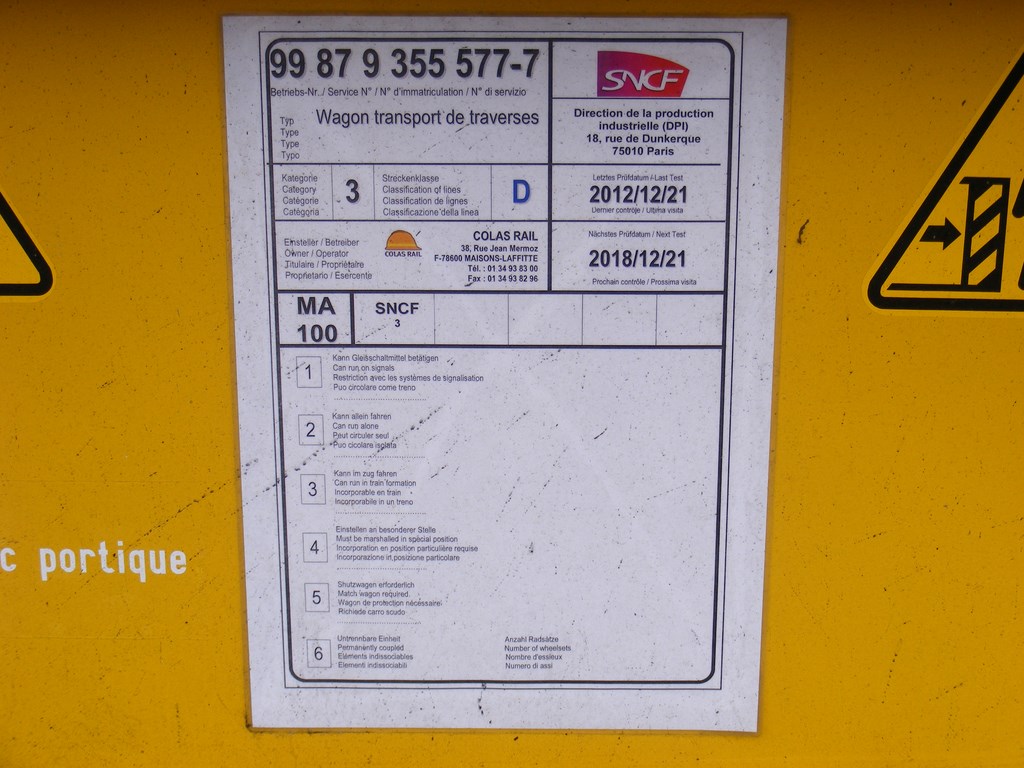 99 87 9 355 577-7
Betriebs-Nr../ Service N° / N° d'immatriculation / N° di servizio
Typ
Type
Type
Typo
Wagon transport de traverses
SNCF
Direction de la production
industrielle (DPI)
18, rue de Dunkerque
75010 Paris
Kategorie
Category
Catégorie
Catégoria
3
Streckenklasse
Classification of lines
Classification de lignes
Classificazione della linea
D
Letztes Prüfdatum /-Last Test
2012/12/21
Dernier contrôle / Ultima visita
Einsteller / Betreiber
Owner / Operator
Titulaire / Propriétaire
Proprietario / Esercente
COLAS RAIL
COLAS RAIL
38, Rue Jean Mermoz
F-78600 MAISONS-LAFFITTE
Tél. : 01 34 93 83 00
Fax : 01 34 93 82 96
Nächstes Prüfdatum / Next Test
2018/12/21
Prochain contrôle / Prossima visita
MA
100
SNCF
3
1
Kann Gleisschaltmittel betätigen
Can run on signals
Restriction avec les systèmes de signalisation
Puo circolare come treno
2
Kann allein fahren
Can run alone
Peut circuler seul
Puo cicolare isolata
3
Kann im zug fahren
Can run in train formation
Incorporable en train
Incorporabile in un treno
4
Einstellen an besonderer Stelle
Must be marshalled in spécial position
Incorporation en position particulière requise
Incorporazione in posizione particolare
5
Shutzwagen erforderlich
Match wagon required
Wagon de protection nécessaire
Richiede carro scudo
6
Untrennbare Einheit
Permanently coupled
Eléments indissociables
Elementi indissociabili
Anzahl Radsätze
Number of wheelsets
Nombre d'essieux
Numero di assi
c portique